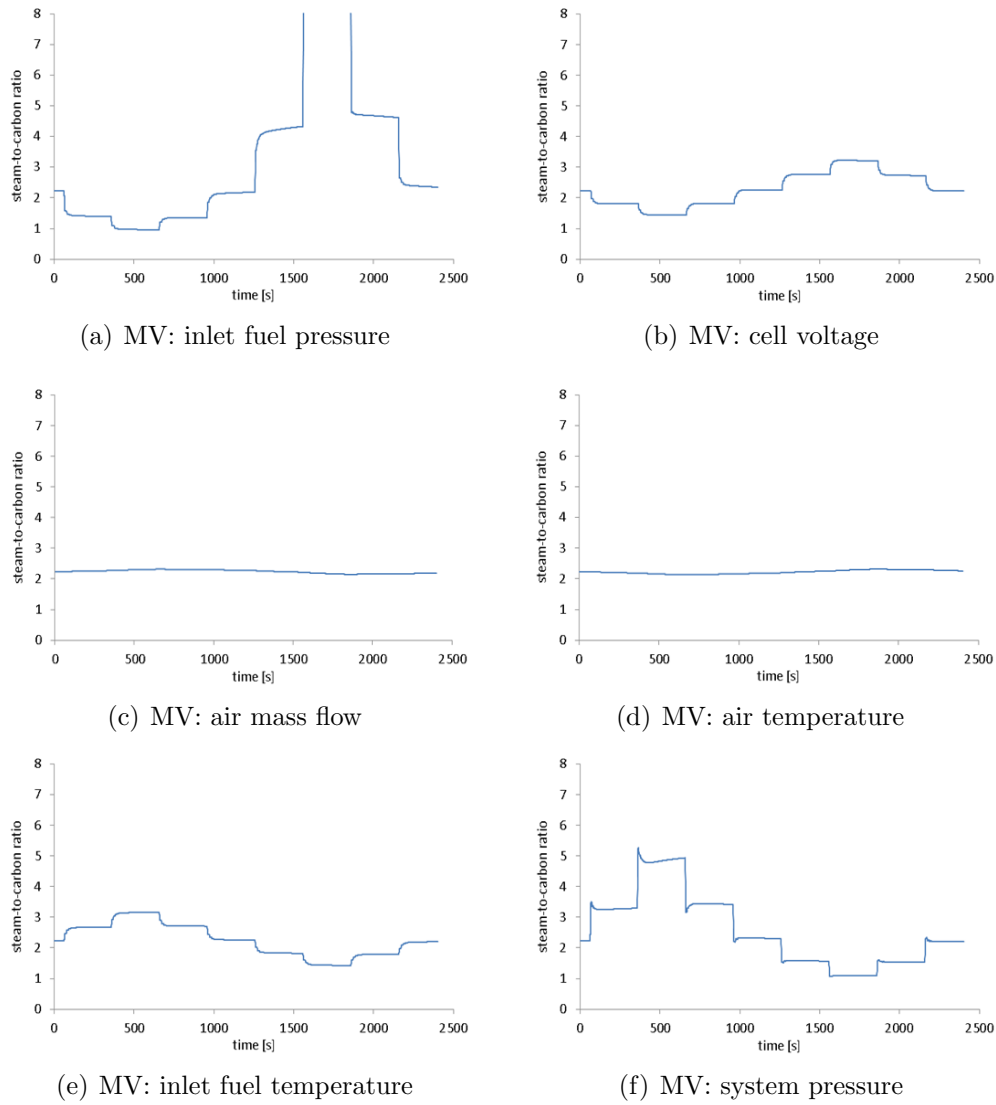 8
7
6
5
4
3
2
1
0
steam-to-carbon ratio
0 500 1000 1500 2000 2500
time [s]
(a) MV: inlet fuel pressure
8
7
6
5
4
3
2
1
0
steam-to-carbon ratio
0 500 1000 1500 2000 2500
time [s]
(b) MV: cell voltage
8
7
6
5
4
3
2
1
0
steam-to-carbon ratio
0 500 1000 1500 2000 2500
time [s]
(c) MV: air mass flow
8
7
6
5
4
3
2
1
0
steam-to-carbon ratio
0 500 1000 1500 2000 2500
time [s]
(d) MV: air temperature
8
7
6
5
4
3
2
1
0
steam-to-carbon ratio
0 500 1000 1500 2000 2500
time [s]
(e) MV: inlet fuel temperature
8
7
6
5
4
3
2
1
0
steam-to-carbon ratio
0 500 1000 1500 2000 2500
time [s]
(f) MV: system pressure